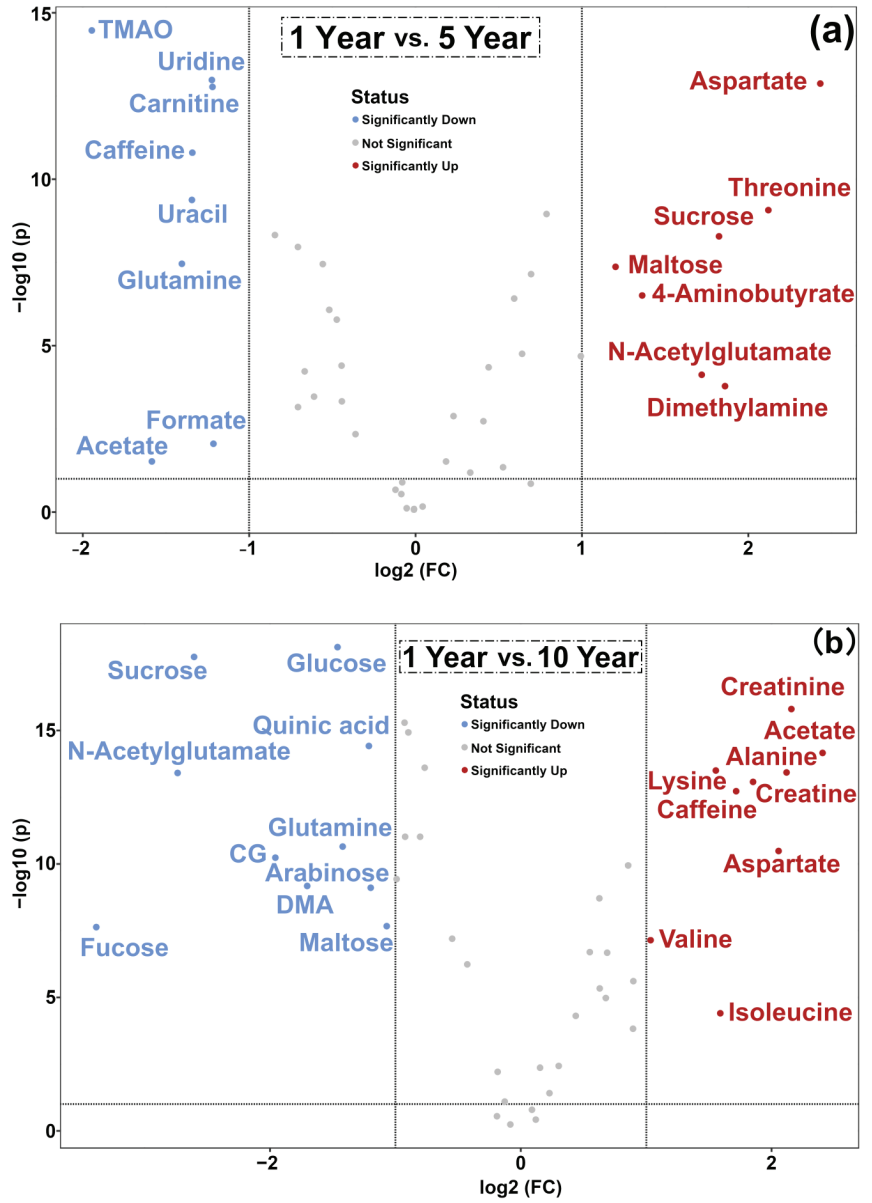 (a)
1 Year vs. 5 Year
Status
Significantly Down
Not Significant
Significantly Up
TMAO
Uridine
Carnitine
Caffeine
Uracil
Glutamine
Formate
Acetate
Aspartate
Threonine
Sucrose
Maltose
4-Aminobutyrate
N-Acetylglutamate
Dimethylamine
15
10
5
0
−log10 (p)
-2
-1
0
1
2
log2 (FC)
(b)
1 Year vs. 10 Year
Status
Significantly Down
Not Significant
Significantly Up
Sucrose
Glucose
Quinic acid
N-Acetylglutamate
Glutamine
CG
Arabinose
DMA
Maltose
Fucose
Creatinine
Acetate
Alanine
Lysine
Creatine
Caffeine
Aspartate
Valine
Isoleucine
15
10
5
0
−log10 (p)
−2
0
2
log2 (FC)